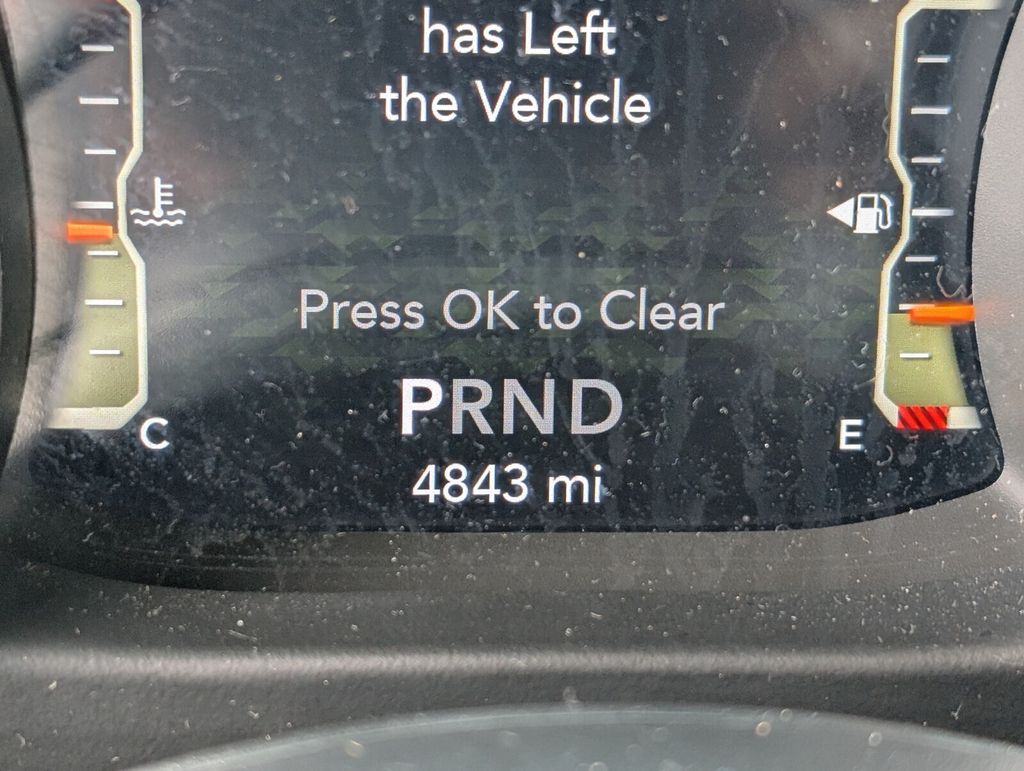 has Left
the Vehicle
Press OK to Clear
PRND
C
E
4843 mi